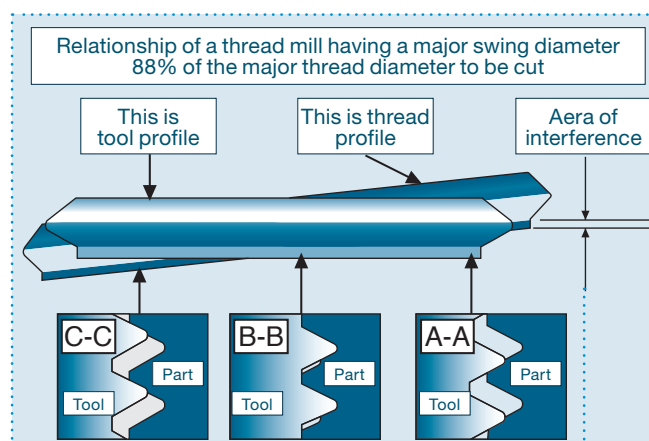 Relationship of a thread mill having a major swing diameter
88% of the major thread diameter to be cut
This is
tool profile
This is thread
profile
Aera of
interference
C-C
Part
Tool
B-B
Part
Tool
A-A
Part
Tool